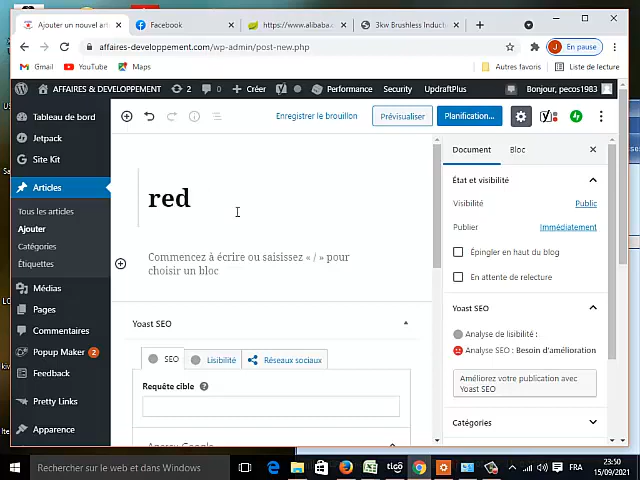 Ajouter un nouvel arti
Facebook
https://www.alibaba.c
3kw Brushless Inducti
affaires-developpement.com/wp-admin/post-new.php
En pause
Gmail
YouTube
Maps
Autres favoris
Liste de lecture
AFFAIRES & DEVELOPPEMENT
2
0
Créer
Performance
Security
UpdraftPlus
Bonjour, pecos1983
Tableau de bord
Jetpack
Site Kit
Articles
Tous les articles
Ajouter
Catégories
Étiquettes
Médias
Pages
Commentaires
Popup Maker 2
Feedback
Pretty Links
Apparence
Enregistrer le brouillon
Prévisualiser
Planification...
red
Commencez à écrire ou saisissez « / » pour
choisir un bloc
Yoast SEO
SEO
Lisibilité
Réseaux sociaux
Requête cible
Document
Bloc
État et visibilité
Visibilité
Public
Publier
Immédiatement
Épingler en haut du blog
En attente de relecture
Yoast SEO
Analyse de lisibilité :
Analyse SEO : Besoin d'amélioration
Améliorez votre publication avec
Yoast SEO
Catégories
Rechercher sur le web et dans Windows
tiGO
FRA
23:50
15/09/2021